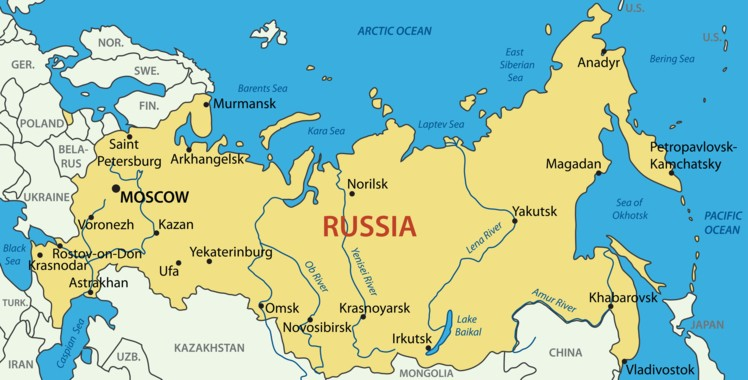 U.S.
ARCTIC OCEAN
NOR.
U.S.
GER.
SWE.
East
Siberian
Sea
Anadyr
Bering Sea
Barents Sea
FIN.
Murmansk
POLAND
Kara Sea
Laptev Sea
Saint
Petersburg
BELA-
RUS
Arkhangelsk
Petropavlovsk-
Kamchatsky
Magadan
Norilsk
MOSCOW
UKRAINE
Sea of
Okhotsk
Yakutsk
PACIFIC
OCEAN
Voronezh
Kazan
RUSSIA
Lena River
Black
Sea
Rostov-on-Don
Krasnodar
Yekaterinburg
Ufa
Ob River
Yenisei River
Astrakhan
Amur River
Khabarovsk
TURK.
Omsk
Krasnoyarsk
Novosibirsk
Lake
Baikal
JAPAN
Caspian Sea
Irkutsk
KAZAKHSTAN
CHINA
IRAN
UZB.
MONGOLIA
Vladivostok